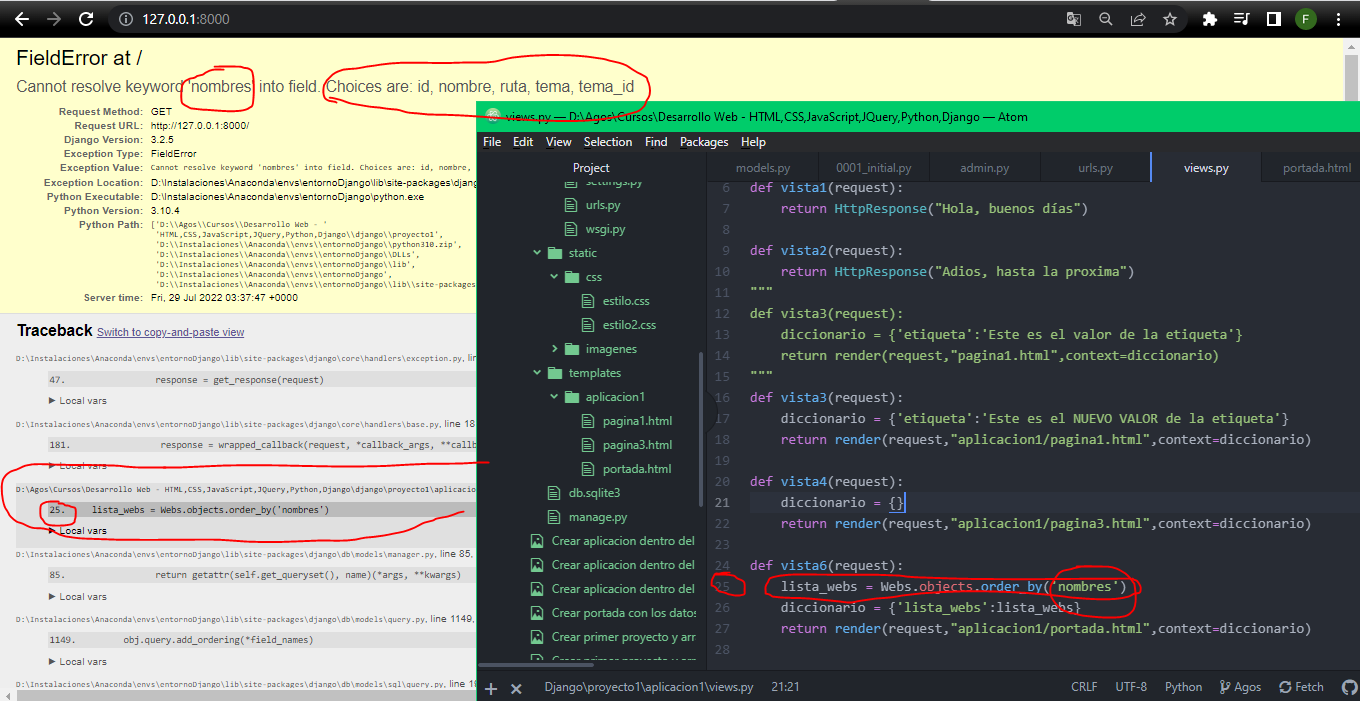 127.0.0.1:8000
F
FieldError at /
Cannot resolve keyword 'nombres' into field. Choices are: id, nombre, ruta, tema, tema_id
Request Method: GET
Request URL: http://127.0.0.1:8000/
Django Version: 3.2.5
Exception Type: FieldError
Exception Value: Cannot resolve keyword 'nombres' into field. Choices are: id, nombre,
Exception Location: D:\Instalaciones\Anaconda\envs\entornoDjango\lib\site-packages\djang
Python Executable: D:\Instalaciones\Anaconda\envs\entornoDjango\python.exe
Python Version: 3.10.4
Python Path: ['D:\\Agos\\Cursos\\Desarrollo Web - '
'HTML,CSS,JavaScript,JQuery,Python,Django\\django\\proyecto1',
'D:\\Instalaciones\\Anaconda\\envs\\entornoDjango\\python310.zip',
'D:\\Instalaciones\\Anaconda\\envs\\entornoDjango\\DLLs',
'D:\\Instalaciones\\Anaconda\\envs\\entornoDjango\\lib',
'D:\\Instalaciones\\Anaconda\\envs\\entornoDjango',
'D:\\Instalaciones\\Anaconda\\envs\\entornoDjango\\lib\\site-packages
Server time: Fri, 29 Jul 2022 03:37:47 +0000
Traceback Switch to copy-and-paste view
D:\Instalaciones\Anaconda\envs\entornoDjango\lib\site-packages\django\core\handlers\exception.py, lin
47. response = get_response(request)
▶ Local vars
D:\Instalaciones\Anaconda\envs\entornoDjango\lib\site-packages\django\core\handlers\base.py, line 18
181. response = wrapped_callback(request, *callback_args, **callb
▶ Local vars
D:\Agos\Cursos\Desarrollo Web - HTML,CSS,JavaScript,JQuery,Python,Django\django\proyecto1\aplicacio
25. lista_webs = Webs.objects.order_by('nombres')
▶ Local vars
D:\Instalaciones\Anaconda\envs\entornoDjango\lib\site-packages\django\db\models\manager.py, line 85,
85. return getattr(self.get_queryset(), name)(*args, **kwargs)
▶ Local vars
D:\Instalaciones\Anaconda\envs\entornoDjango\lib\site-packages\django\db\models\query.py, line 1149,
1149. obj.query.add_ordering(*field_names)
▶ Local vars
D:\Instalaciones\Anaconda\envs\entornoDjango\lib\site-packages\django\db\models\sql\query.py, line 10
views.py — D:\Agos\Cursos\Desarrollo Web - HTML,CSS,JavaScript,JQuery,Python,Django — Atom
File Edit View Selection Find Packages Help
Project
settings.py
urls.py
wsgi.py
static
css
estilo.css
estilo2.css
imagenes
templates
aplicacion1
pagina1.html
pagina3.html
portada.html
db.sqlite3
manage.py
Crear aplicacion dentro del
Crear aplicacion dentro del
Crear aplicacion dentro del
Crear portada con los datos
Crear primer proyecto y arr
Crear primer proyecto y arr
models.py 0001_initial.py admin.py urls.py views.py portada.html
6 def vista1(request):
7 return HttpResponse("Hola, buenos días")
8
9 def vista2(request):
10 return HttpResponse("Adios, hasta la proxima")
11 """
12 def vista3(request):
13 diccionario = {'etiqueta':'Este es el valor de la etiqueta'}
14 return render(request,"pagina1.html",context=diccionario)
15 """
16 def vista3(request):
17 diccionario = {'etiqueta':'Este es el NUEVO VALOR de la etiqueta'}
18 return render(request,"aplicacion1/pagina1.html",context=diccionario)
19
20 def vista4(request):
21 diccionario = {}
22 return render(request,"aplicacion1/pagina3.html",context=diccionario)
23
24 def vista6(request):
25 lista_webs = Webs.objects.order_by('nombres')
26 diccionario = {'lista_webs':lista_webs}
27 return render(request,"aplicacion1/portada.html",context=diccionario)
28
Django\proyecto1\aplicacion1\views.py 21:21 CRLF UTF-8 Python Agos Fetch